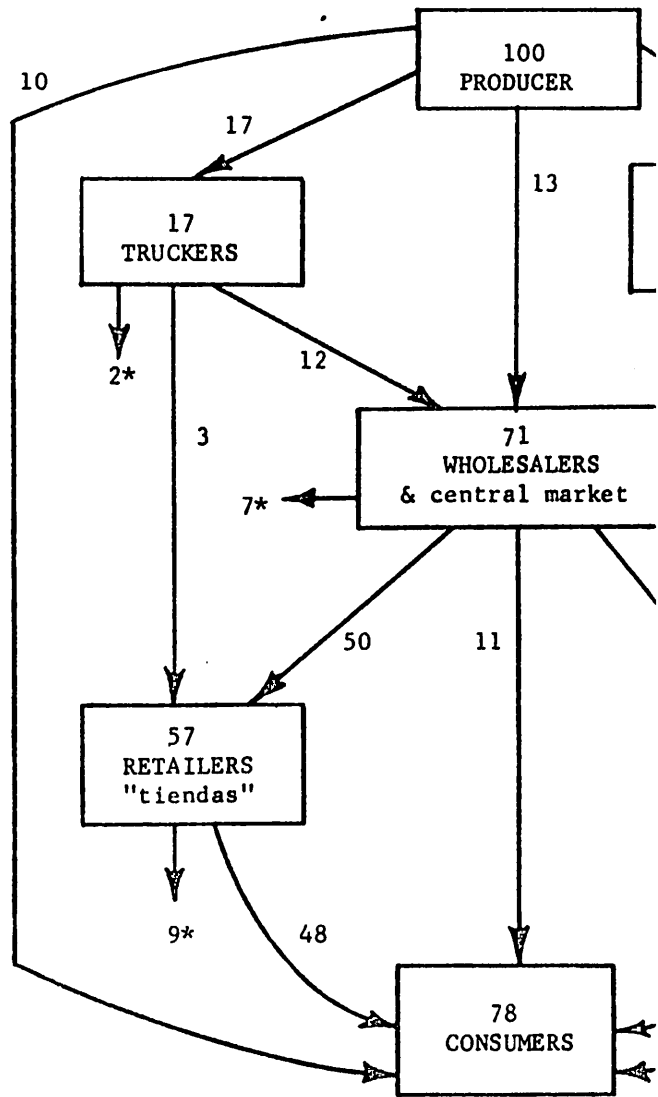 100
PRODUCER
10
17
13
17
TRUCKERS
12
2*
3
71
WHOLESALERS
& central market
7*
50
11
57
RETAILERS
"tiendas"
9*
48
78
CONSUMERS